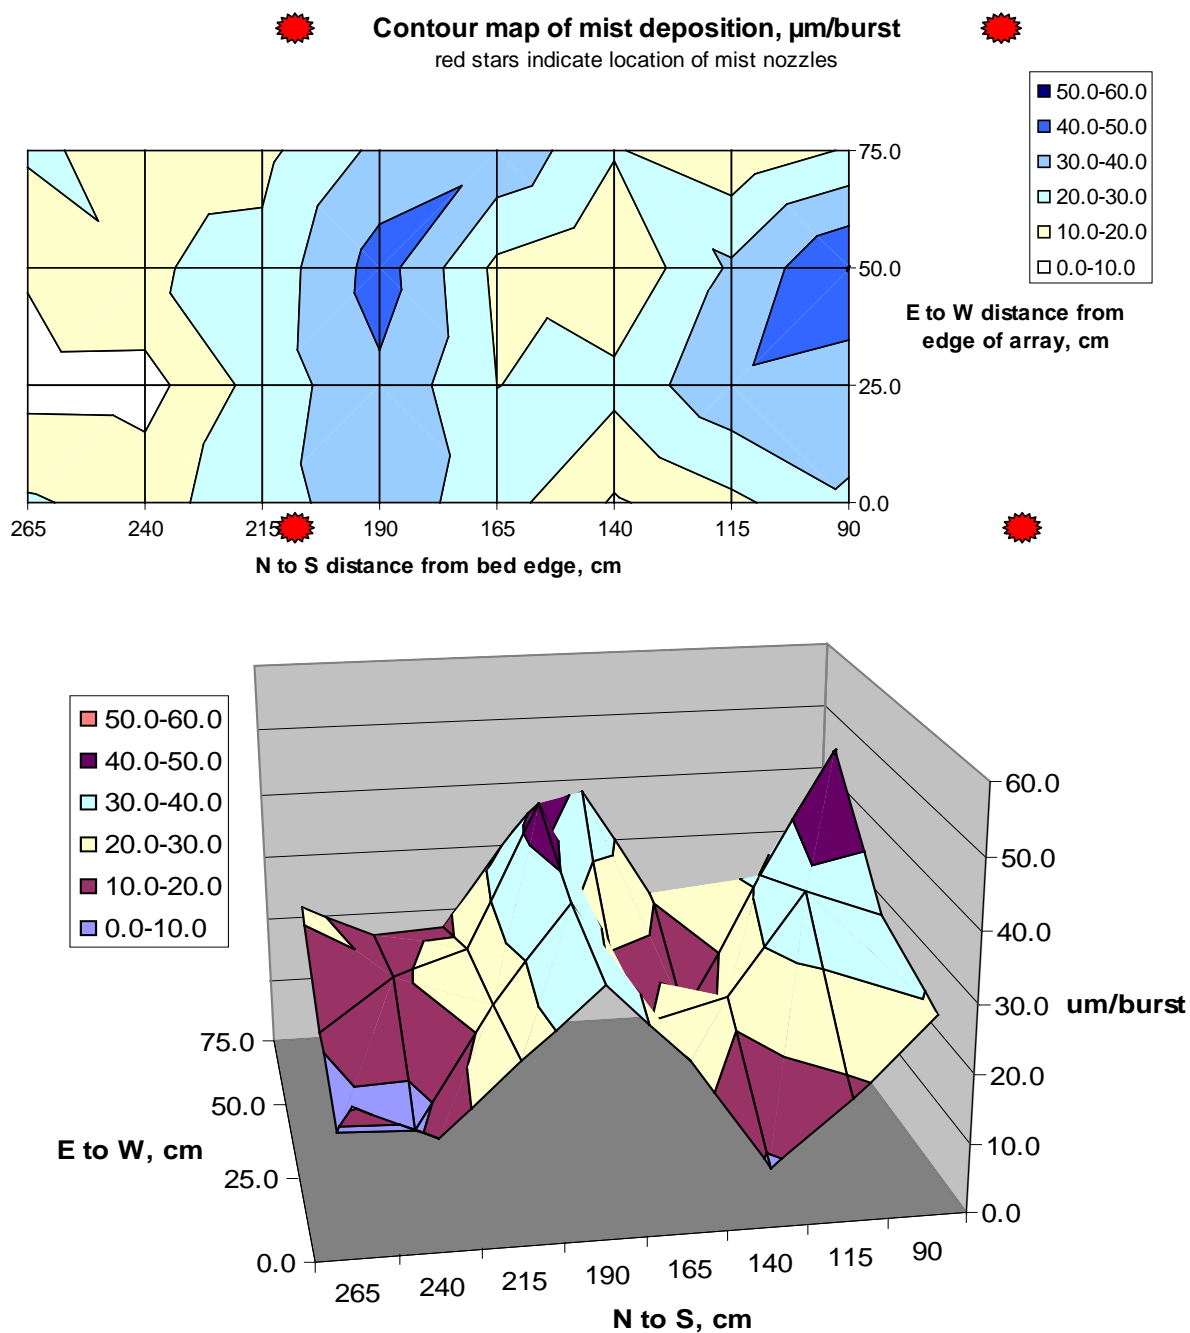 Contour map of mist deposition, µm/burst
red stars indicate location of mist nozzles
50.0-60.0
40.0-50.0
30.0-40.0
20.0-30.0
10.0-20.0
0.0-10.0
75.0
50.0
25.0
0.0
E to W distance from
edge of array, cm
265 240 215 190 165 140 115 90
N to S distance from bed edge, cm
50.0-60.0
40.0-50.0
30.0-40.0
20.0-30.0
10.0-20.0
0.0-10.0
60.0
50.0
40.0
30.0
20.0
10.0
0.0
um/burst
75.0
50.0
25.0
0.0
E to W, cm
265 240 215 190 165 140 115 90
N to S, cm